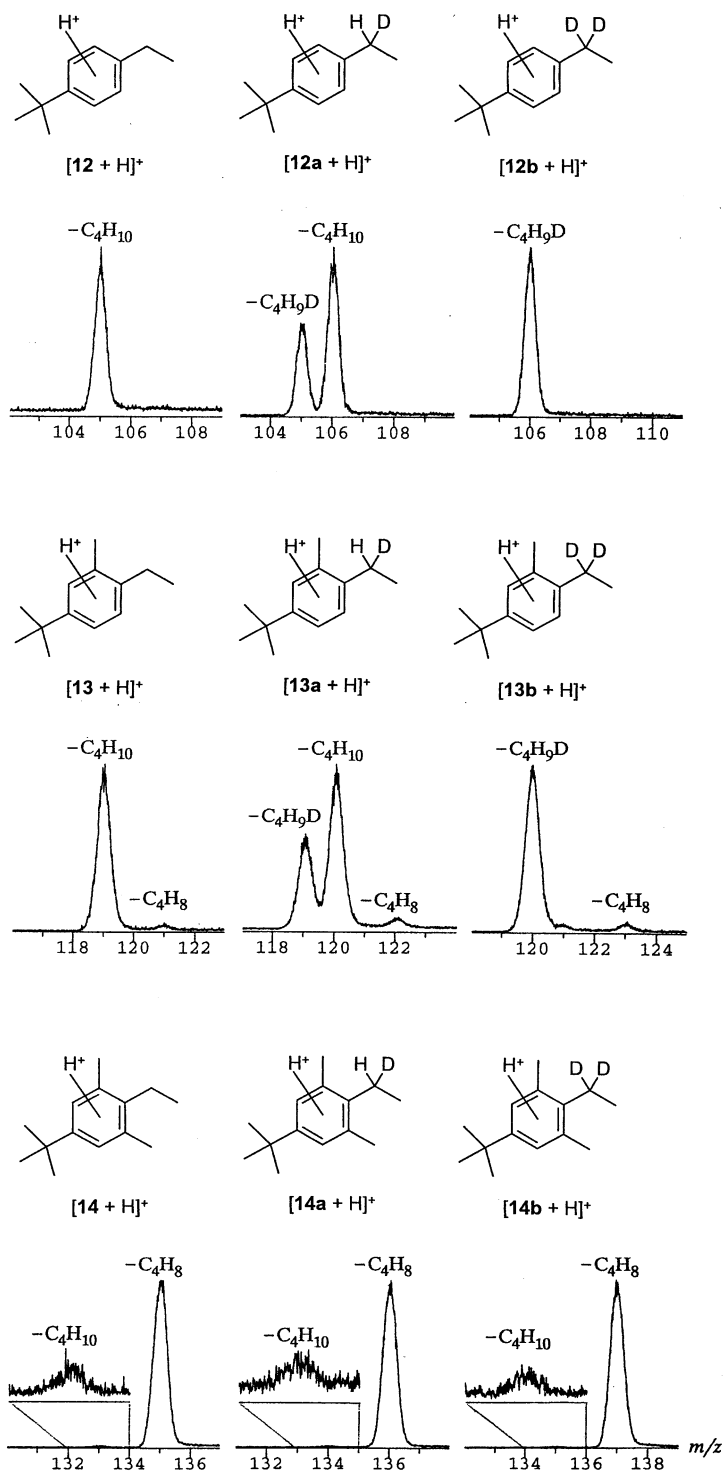 H⁺ H⁺ H D H⁺ D D
[12 + H]⁺ [12a + H]⁺ [12b + H]⁺
−C₄H₁₀ −C₄H₉D −C₄H₁₀ −C₄H₉D
104 106 108 104 106 108 106 108 110
H⁺ H⁺ H D H⁺ D D
[13 + H]⁺ [13a + H]⁺ [13b + H]⁺
−C₄H₁₀ −C₄H₈ −C₄H₉D −C₄H₁₀ −C₄H₈ −C₄H₉D −C₄H₈
118 120 122 118 120 122 120 122 124
H⁺ H⁺ H D H⁺ D D
[14 + H]⁺ [14a + H]⁺ [14b + H]⁺
−C₄H₈ −C₄H₈ −C₄H₈
−C₄H₁₀ −C₄H₁₀ −C₄H₁₀
132 134 136 132 134 136 134 136 138 m/z